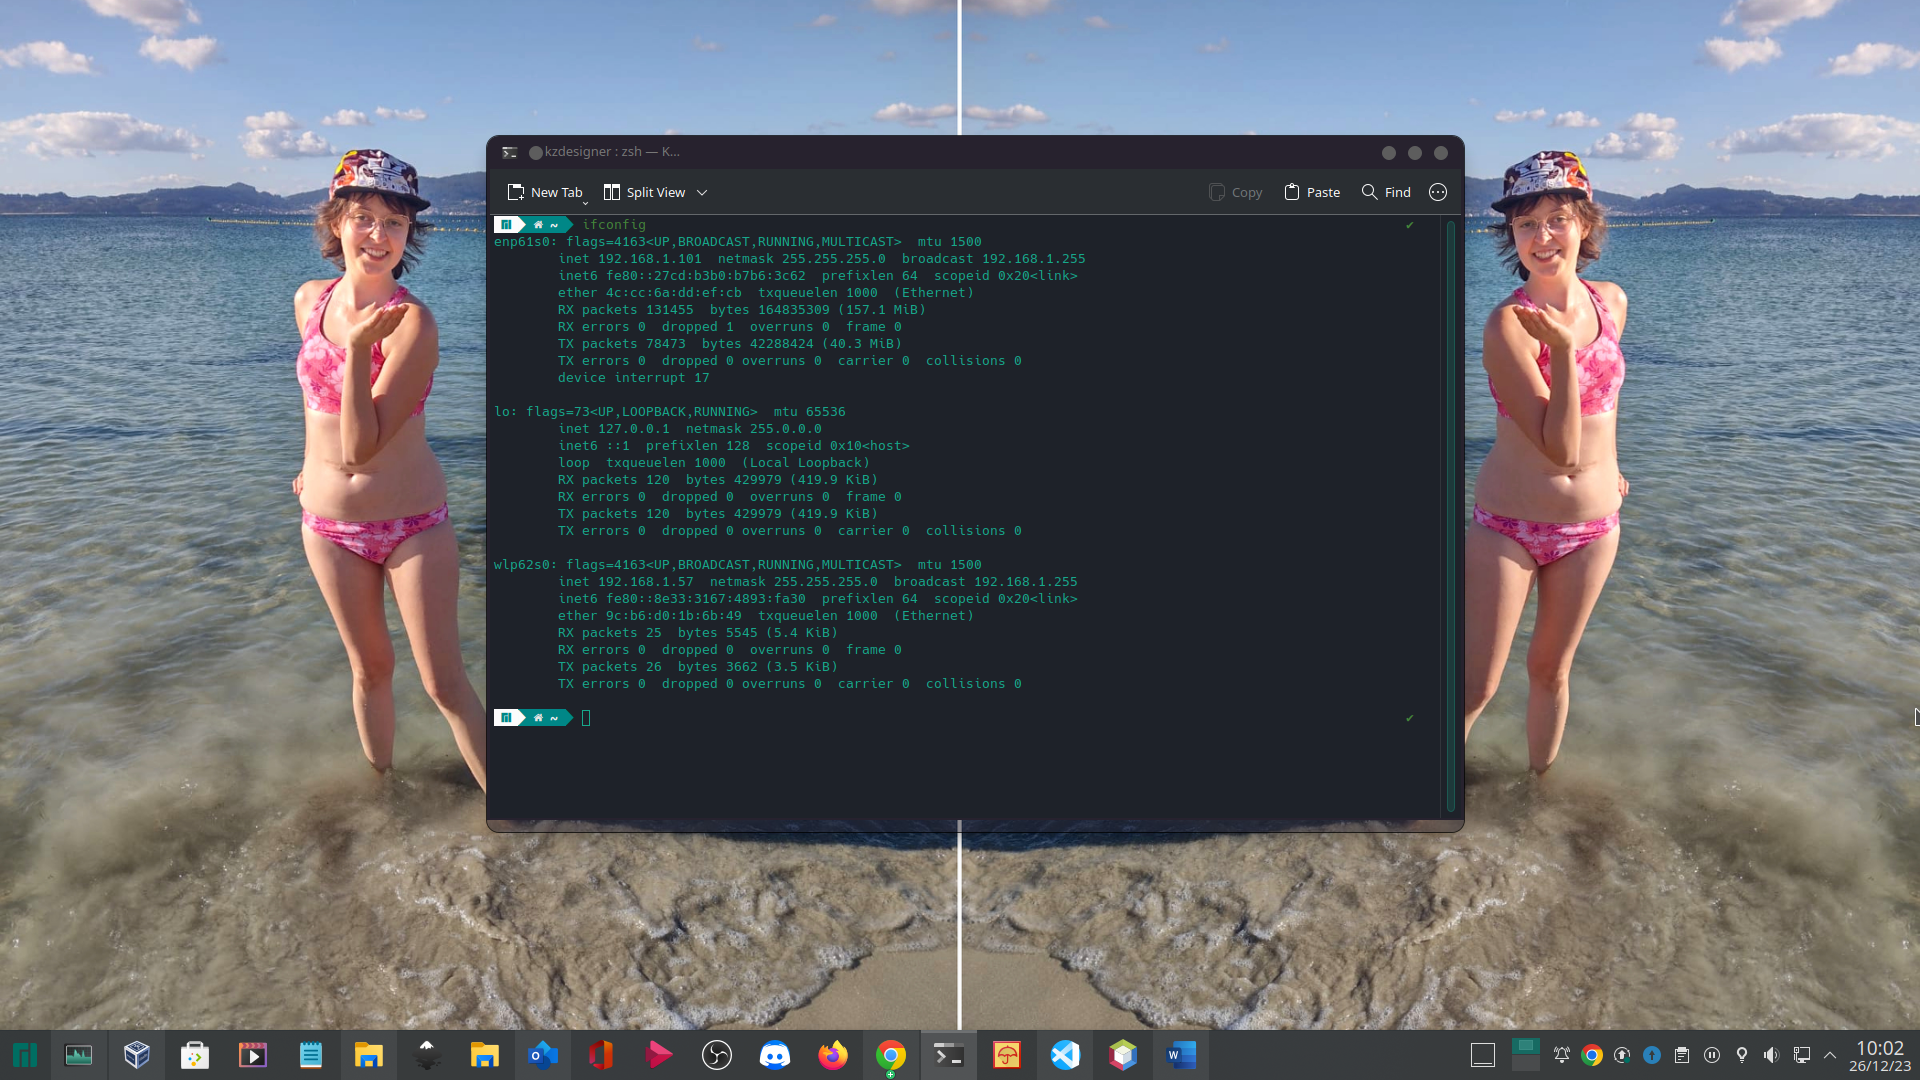 kzdesigner : zsh — K...
New Tab
Split View
Copy
Paste
Find
~ ifconfig ✔
enp61s0: flags=4163<UP,BROADCAST,RUNNING,MULTICAST>  mtu 1500
        inet 192.168.1.101  netmask 255.255.255.0  broadcast 192.168.1.255
        inet6 fe80::27cd:b3b0:b7b6:3c62  prefixlen 64  scopeid 0x20<link>
        ether 4c:cc:6a:dd:ef:cb  txqueuelen 1000  (Ethernet)
        RX packets 131455  bytes 164835309 (157.1 MiB)
        RX errors 0  dropped 1  overruns 0  frame 0
        TX packets 78473  bytes 42288424 (40.3 MiB)
        TX errors 0  dropped 0 overruns 0  carrier 0  collisions 0
        device interrupt 17
lo: flags=73<UP,LOOPBACK,RUNNING>  mtu 65536
        inet 127.0.0.1  netmask 255.0.0.0
        inet6 ::1  prefixlen 128  scopeid 0x10<host>
        loop  txqueuelen 1000  (Local Loopback)
        RX packets 120  bytes 429979 (419.9 KiB)
        RX errors 0  dropped 0  overruns 0  frame 0
        TX packets 120  bytes 429979 (419.9 KiB)
        TX errors 0  dropped 0 overruns 0  carrier 0  collisions 0
wlp62s0: flags=4163<UP,BROADCAST,RUNNING,MULTICAST>  mtu 1500
        inet 192.168.1.57  netmask 255.255.255.0  broadcast 192.168.1.255
        inet6 fe80::8e33:3167:4893:fa30  prefixlen 64  scopeid 0x20<link>
        ether 9c:b6:d0:1b:6b:49  txqueuelen 1000  (Ethernet)
        RX packets 25  bytes 5545 (5.4 KiB)
        RX errors 0  dropped 0  overruns 0  frame 0
        TX packets 26  bytes 3662 (3.5 KiB)
        TX errors 0  dropped 0 overruns 0  carrier 0  collisions 0
~ ✔
10:02
26/12/23